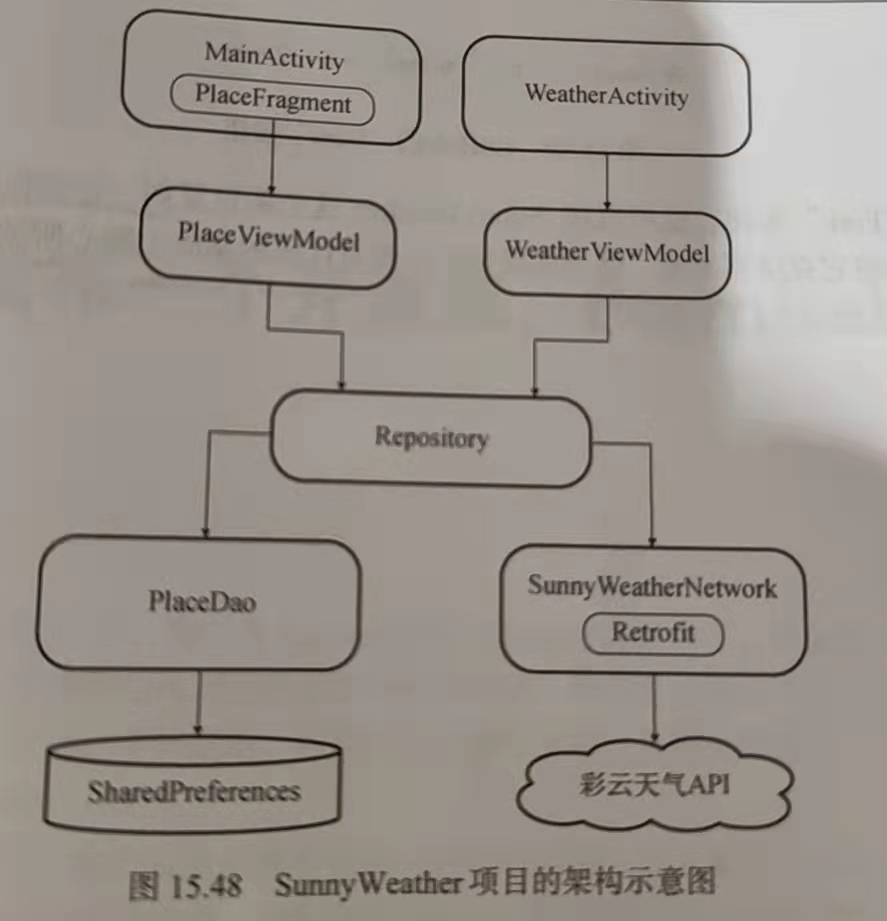 MainActivity
PlaceFragment
WeatherActivity
PlaceViewModel
WeatherViewModel
Repository
PlaceDao
SunnyWeatherNetwork
Retrofit
SharedPreferences
彩云天气API
图 15.48 SunnyWeather 项目的架构示意图